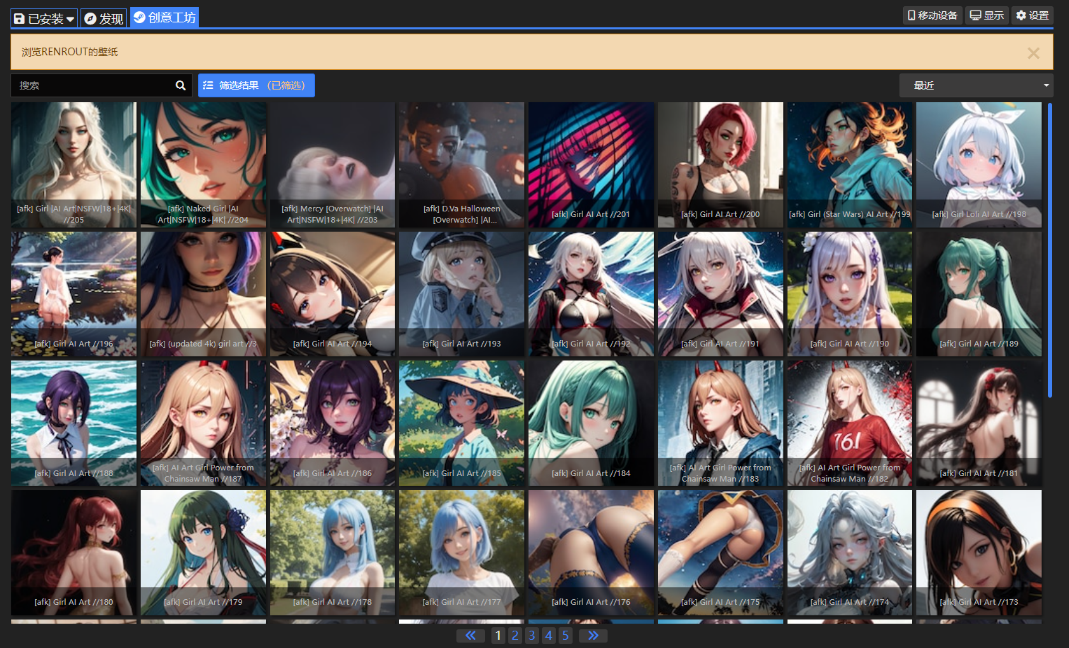 已安装 发现 创意工坊 移动设备 显示 设置
浏览RENROUT的壁纸
搜索 筛选结果 (已筛选) 最近
[afk] Girl |AI Art|NSFW|18+|4K|
//205
[afk] Naked Girl |AI
Art|NSFW|18+|4K| //204
[afk] Mercy [Overwatch] |AI
Art|NSFW|18+|4K| //203
[afk] D.Va Halloween
[Overwatch] |AI...
[afk] Girl AI Art //201
[afk] Girl AI Art //200
[afk] Girl (Star Wars) AI Art //199
[afk] Girl Loli AI Art //198
[afk] Girl AI Art //196
[afk] (updated 4k) girl art //3
[afk] Girl AI Art //194
[afk] Girl AI Art //193
[afk] Girl AI Art //192
[afk] Girl AI Art //191
[afk] Girl AI Art //190
[afk] Girl AI Art //189
[afk] Girl AI Art //188
[afk] AI Art Girl Power from
Chainsaw Man //187
[afk] Girl AI Art //186
[afk] Girl AI Art //185
[afk] Girl AI Art //184
[afk] AI Art Girl Power from
Chainsaw Man //183
[afk] AI Art Girl Power from
Chainsaw Man //182
761
[afk] Girl AI Art //181
[afk] Girl AI Art //180
[afk] Girl AI Art //179
[afk] Girl AI Art //178
[afk] Girl AI Art //177
[afk] Girl AI Art //176
[afk] Girl AI Art //175
[afk] Girl AI Art //174
[afk] Girl AI Art //173
« 1 2 3 4 5 »